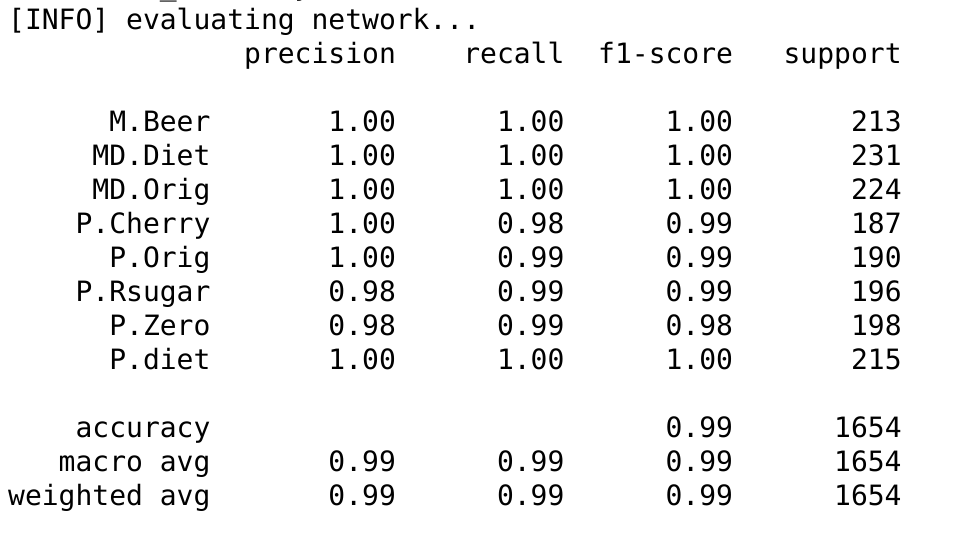 [INFO] evaluating network...
precision recall f1-score support
M.Beer 1.00 1.00 1.00 213
MD.Diet 1.00 1.00 1.00 231
MD.Orig 1.00 1.00 1.00 224
P.Cherry 1.00 0.98 0.99 187
P.Orig 1.00 0.99 0.99 190
P.Rsugar 0.98 0.99 0.99 196
P.Zero 0.98 0.99 0.98 198
P.diet 1.00 1.00 1.00 215
accuracy 0.99 1654
macro avg 0.99 0.99 0.99 1654
weighted avg 0.99 0.99 0.99 1654